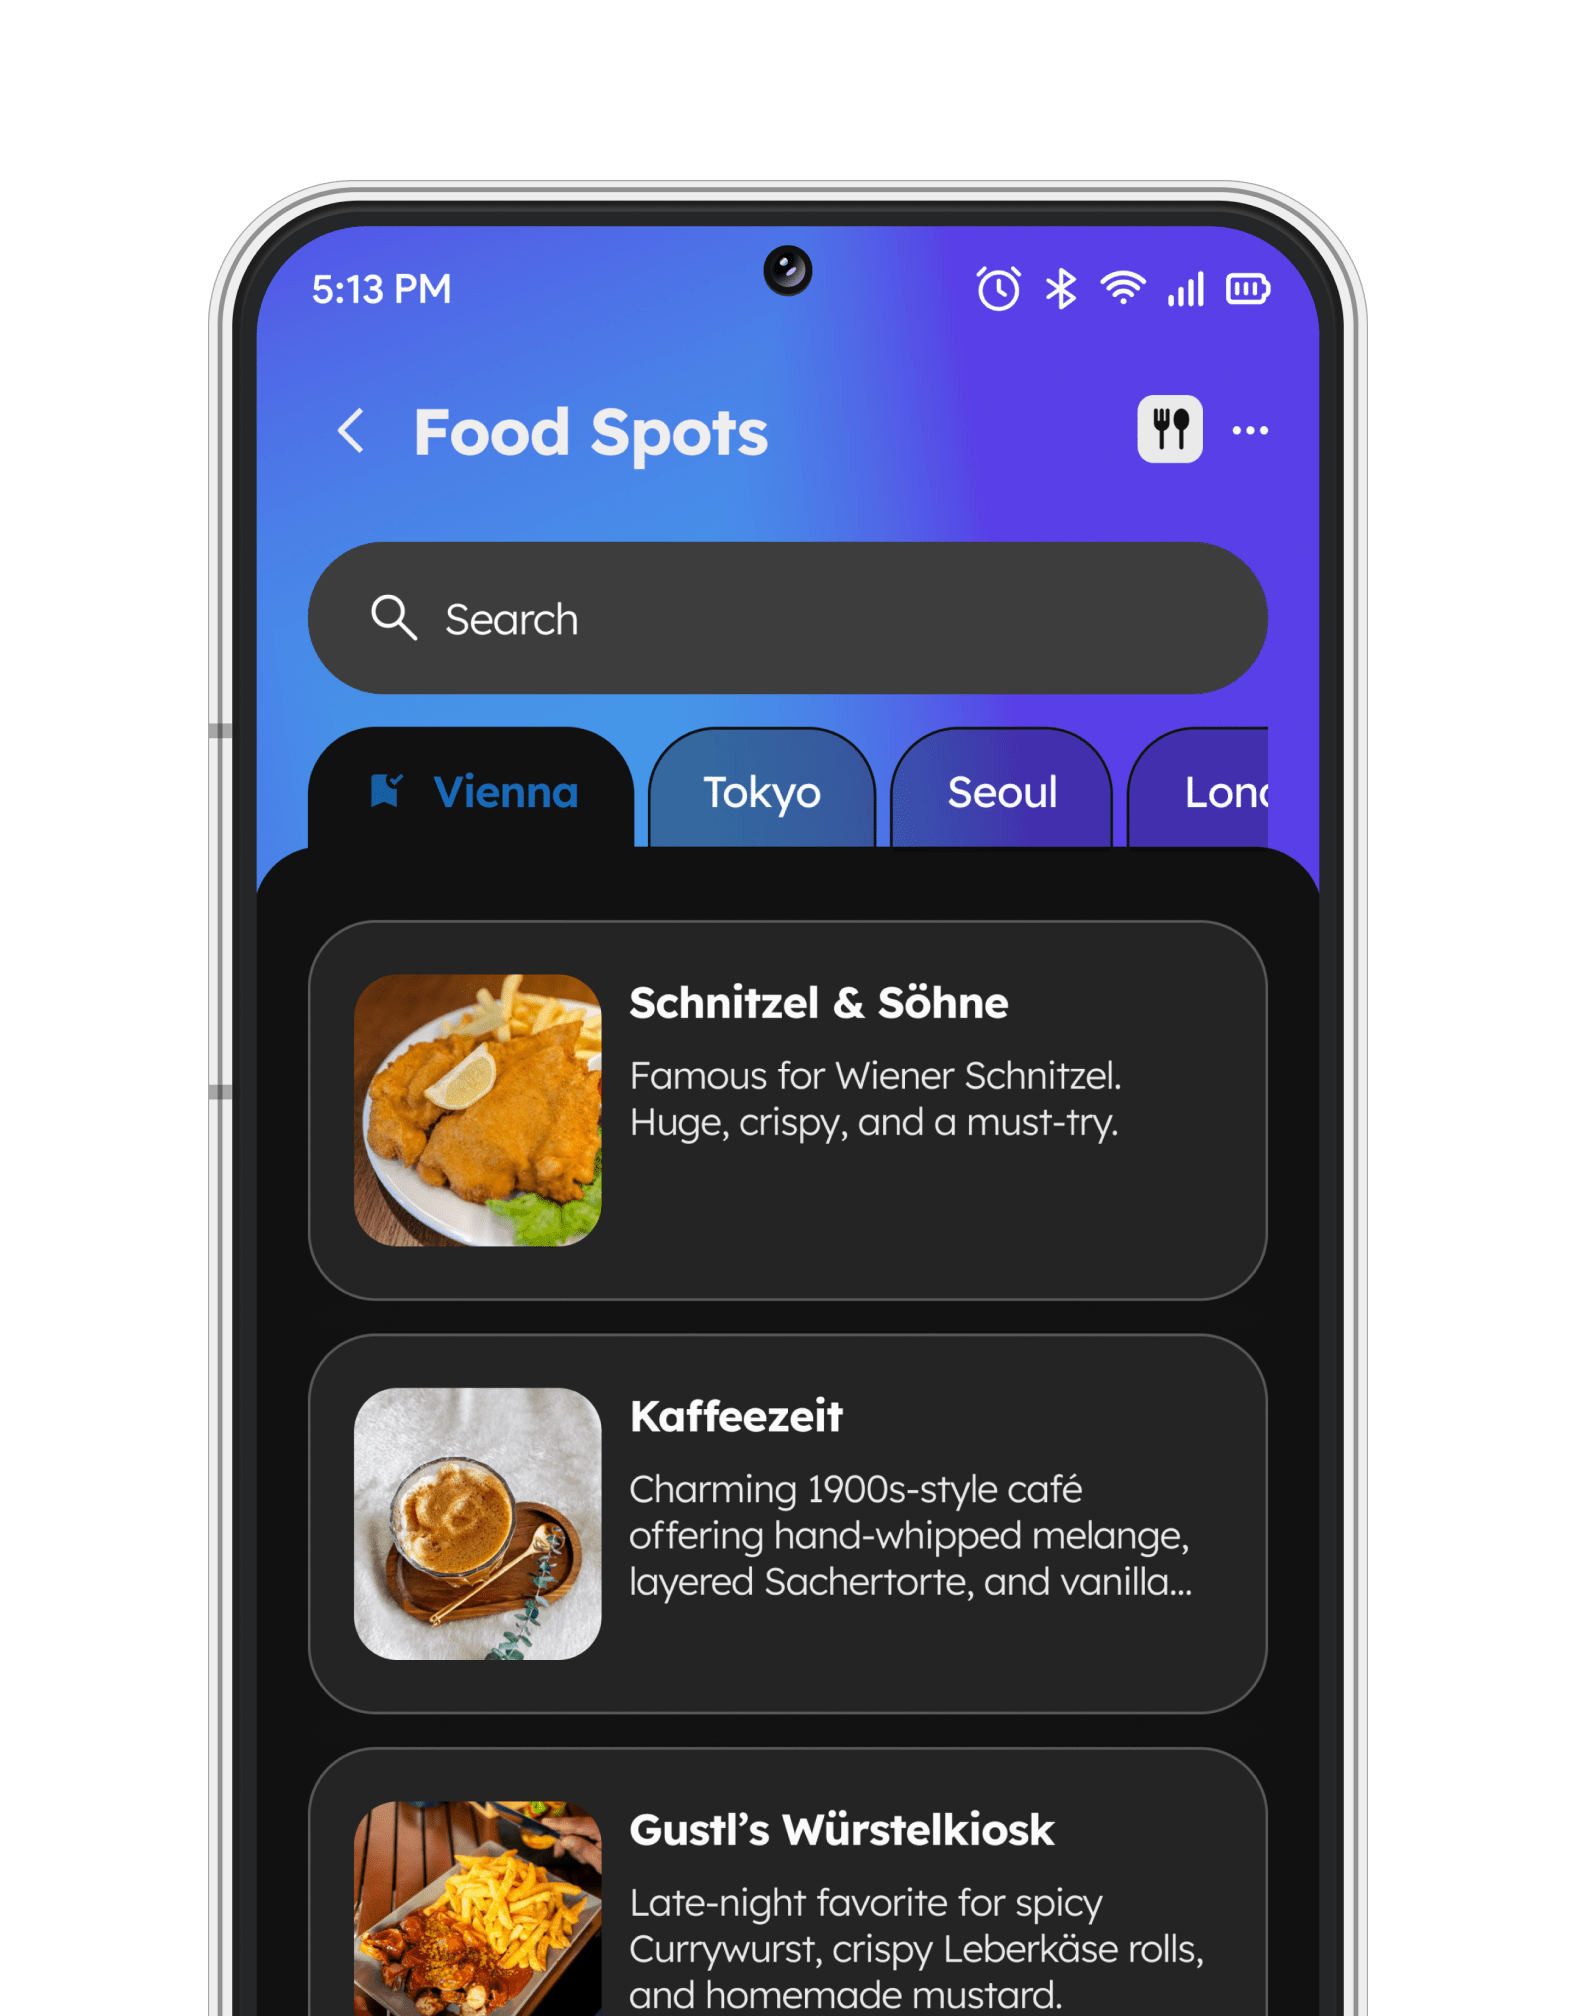 5:13 PM
Food Spots
Search
Vienna Tokyo Seoul
Schnitzel & Söhne
Famous for Wiener Schnitzel.
Huge, crispy, and a must-try.
Kaffeezeit
Charming 1900s-style café
offering hand-whipped melange,
layered Sachertorte, and vanilla...
Gustl’s Würstelkiosk
Late-night favorite for spicy
Currywurst, crispy Leberkäse rolls,
and homemade mustard.